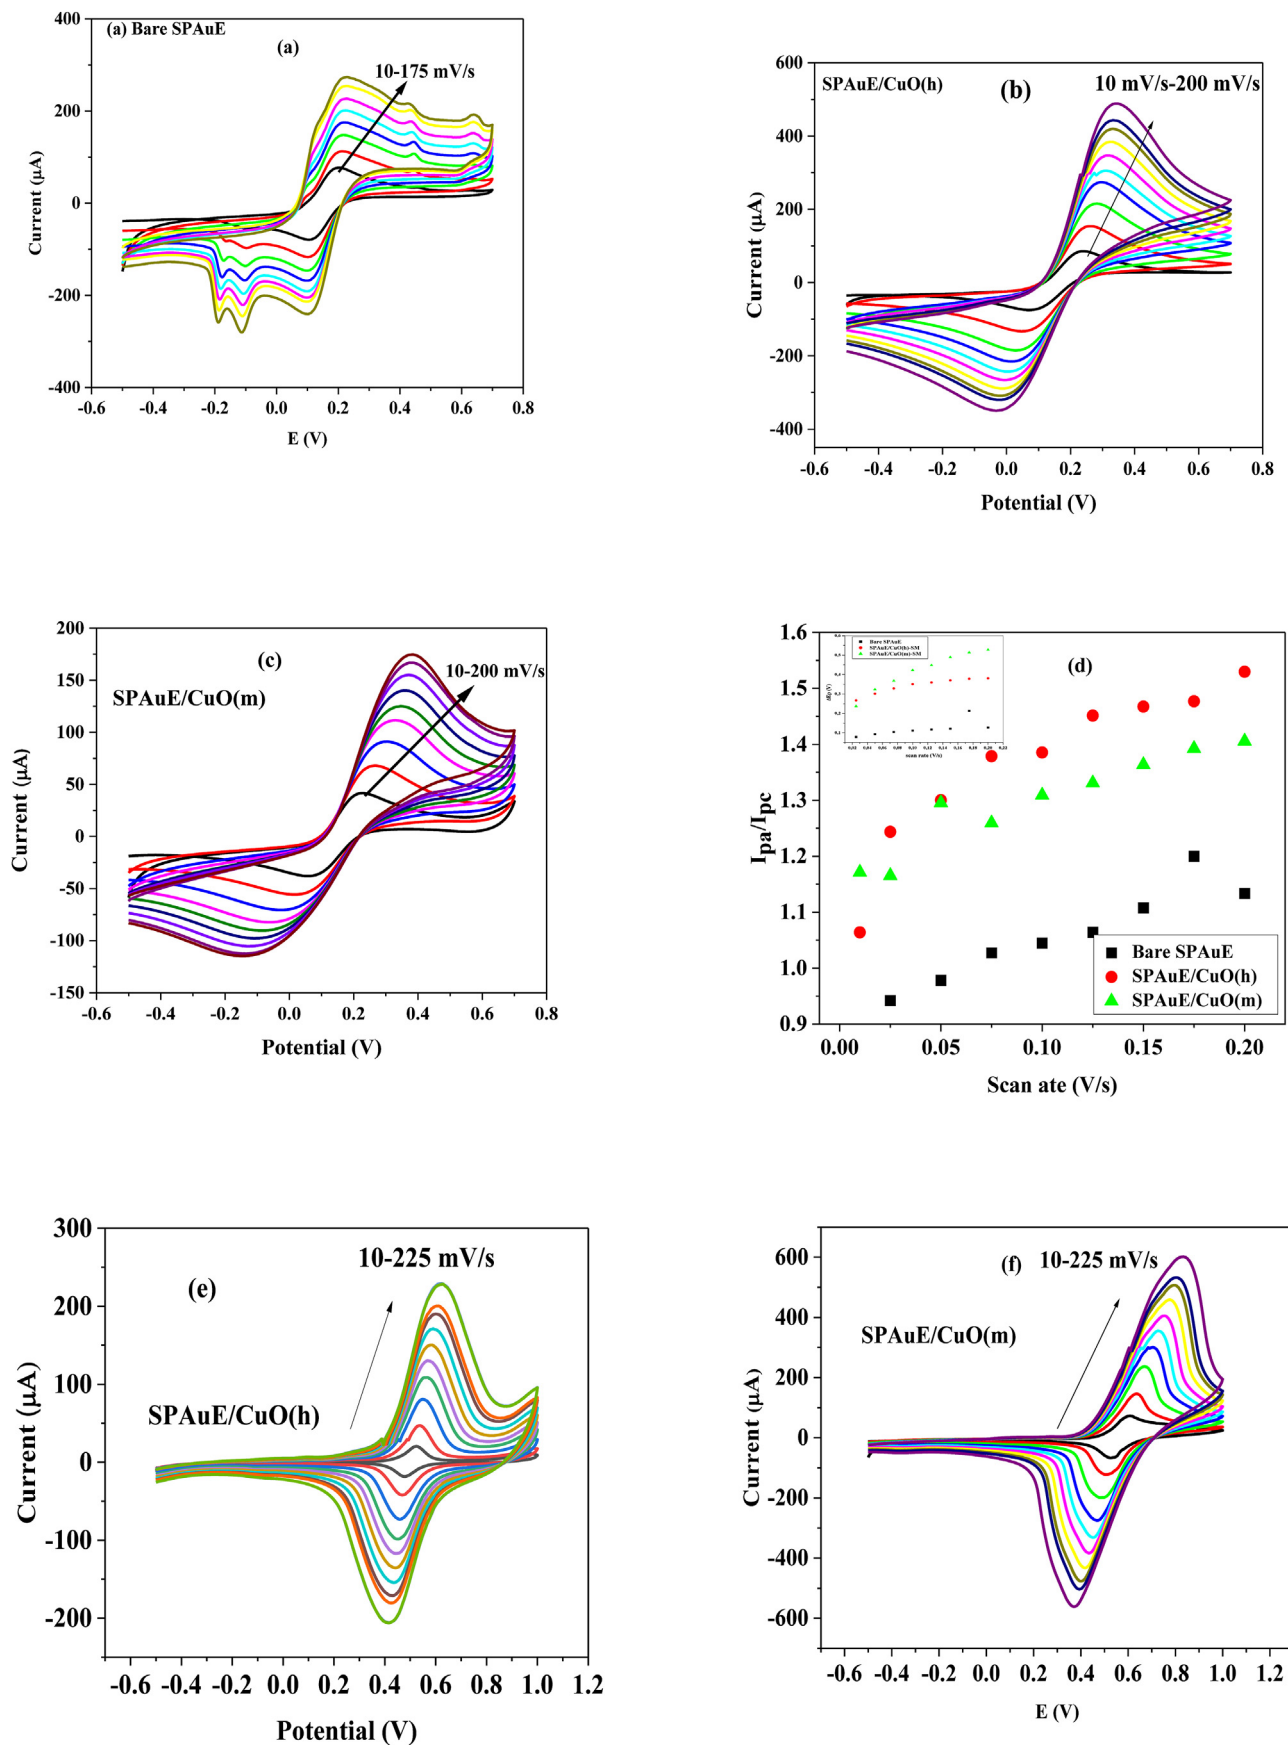 (a) Bare SPAuE
(a)
10-175 mV/s
400
200
0
-200
-400
-0.6 -0.4 -0.2 0.0 0.2 0.4 0.6 0.8
Current (μA)
E (V)
SPAuE/CuO(h)
(b)
10 mV/s-200 mV/s
600
400
200
0
-200
-400
-0.6 -0.4 -0.2 0.0 0.2 0.4 0.6 0.8
Current (μA)
Potential (V)
(c)
SPAuE/CuO(m)
10-200 mV/s
200
150
100
50
0
-50
-100
-150
-0.6 -0.4 -0.2 0.0 0.2 0.4 0.6 0.8
Current (μA)
Potential (V)
(d)
1.6
1.5
1.4
1.3
1.2
1.1
1.0
0.9
0.00 0.05 0.10 0.15 0.20
Ipa/Ipc
Scan ate (V/s)
Bare SPAuE
SPAuE/CuO(h)-SM
SPAuE/CuO(m)-SM
scan rate (V/s)
Bare SPAuE
SPAuE/CuO(h)
SPAuE/CuO(m)
(e)
10-225 mV/s
SPAuE/CuO(h)
300
200
100
0
-100
-200
-0.6 -0.4 -0.2 0.0 0.2 0.4 0.6 0.8 1.0 1.2
Current (μA)
Potential (V)
(f)
10-225 mV/s
SPAuE/CuO(m)
600
400
200
0
-200
-400
-600
-0.6 -0.4 -0.2 0.0 0.2 0.4 0.6 0.8 1.0 1.2
Current (μA)
E (V)